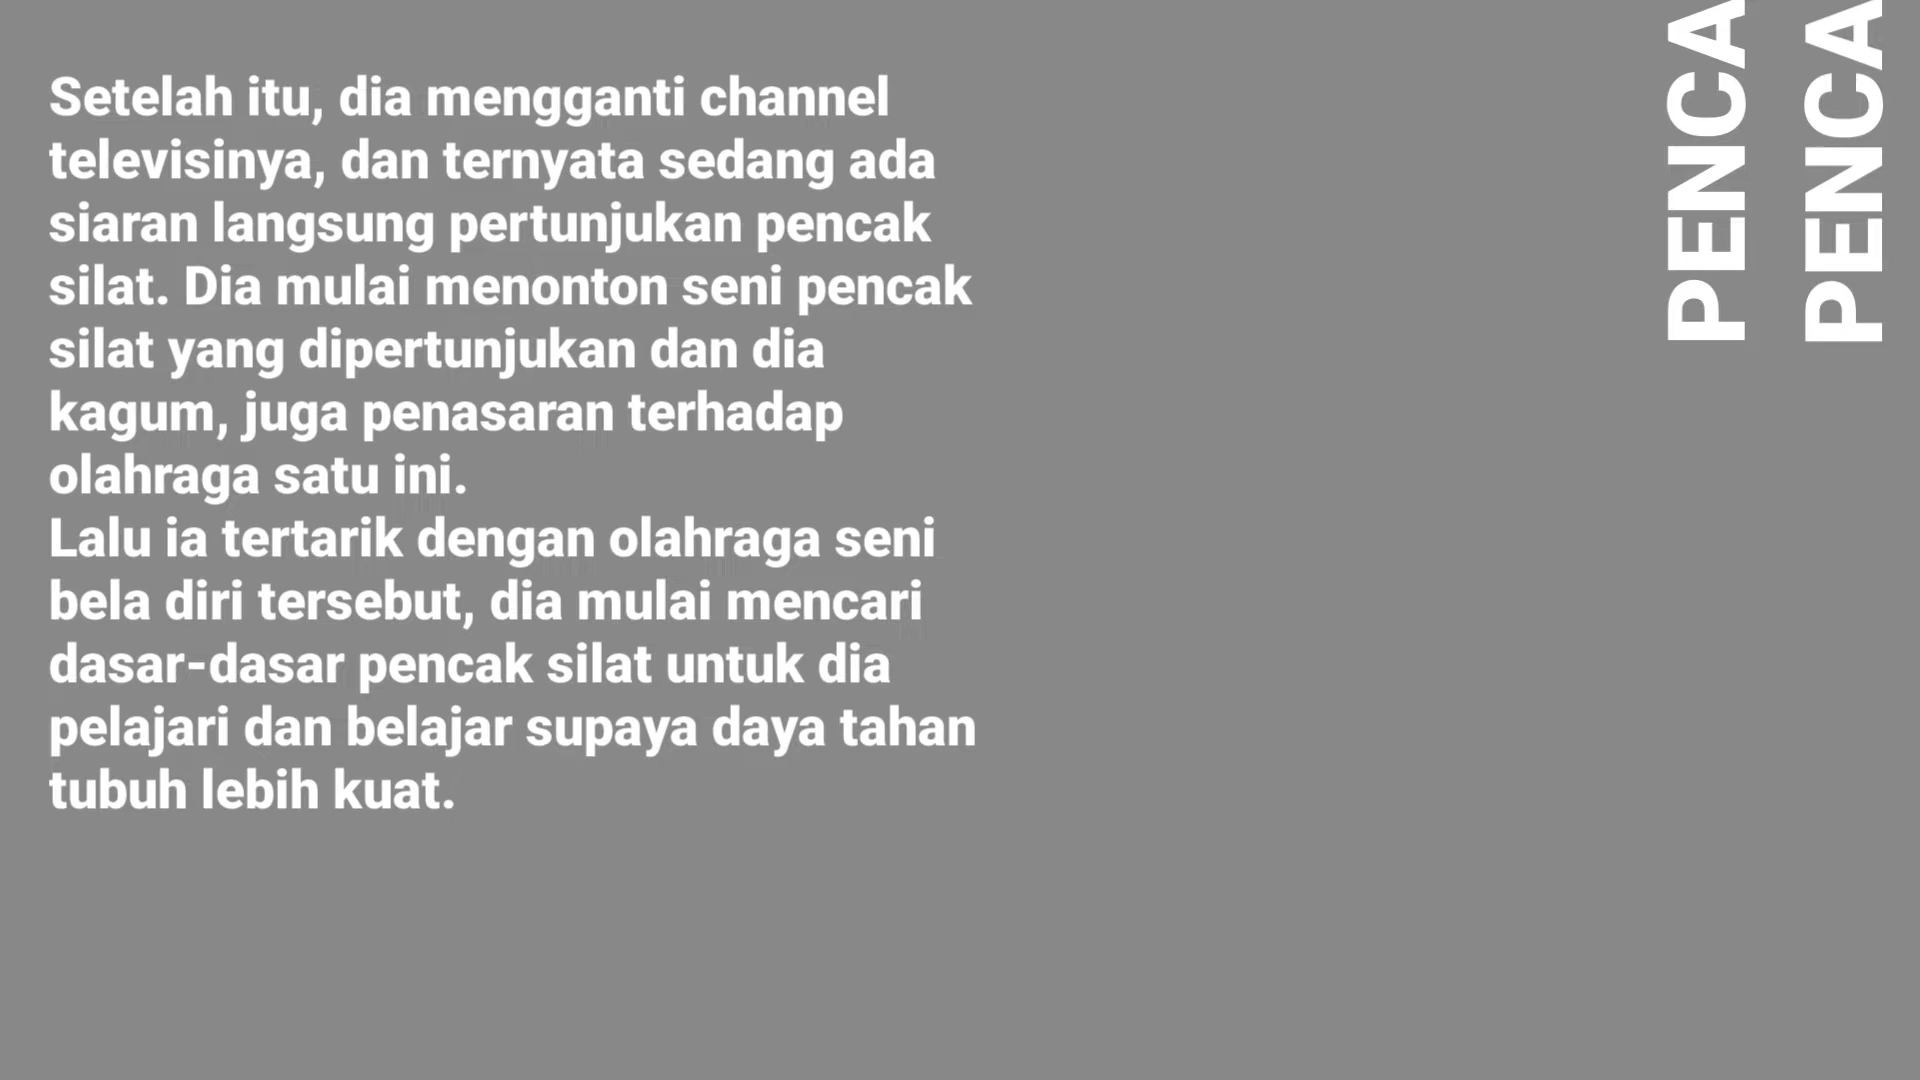 Setelah itu, dia mengganti channel
televisinya, dan ternyata sedang ada
siaran langsung pertunjukan pencak
silat. Dia mulai menonton seni pencak
silat yang dipertunjukan dan dia
kagum, juga penasaran terhadap
olahraga satu ini.
Lalu ia tertarik dengan olahraga seni
bela diri tersebut, dia mulai mencari
dasar-dasar pencak silat untuk dia
pelajari dan belajar supaya daya tahan
tubuh lebih kuat.
PENCA
PENCA